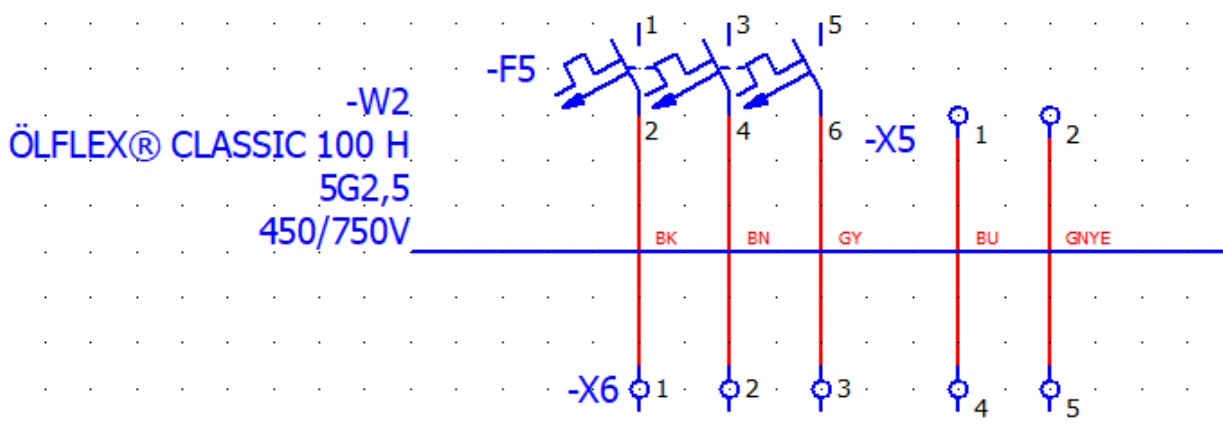 1 3 5
-F5
-W2
ÖLFLEX® CLASSIC 100 H
5G2,5
450/750V
2 4 6
-X5 1 2
BK BN GY BU GNYE
-X6 1 2 3 4 5